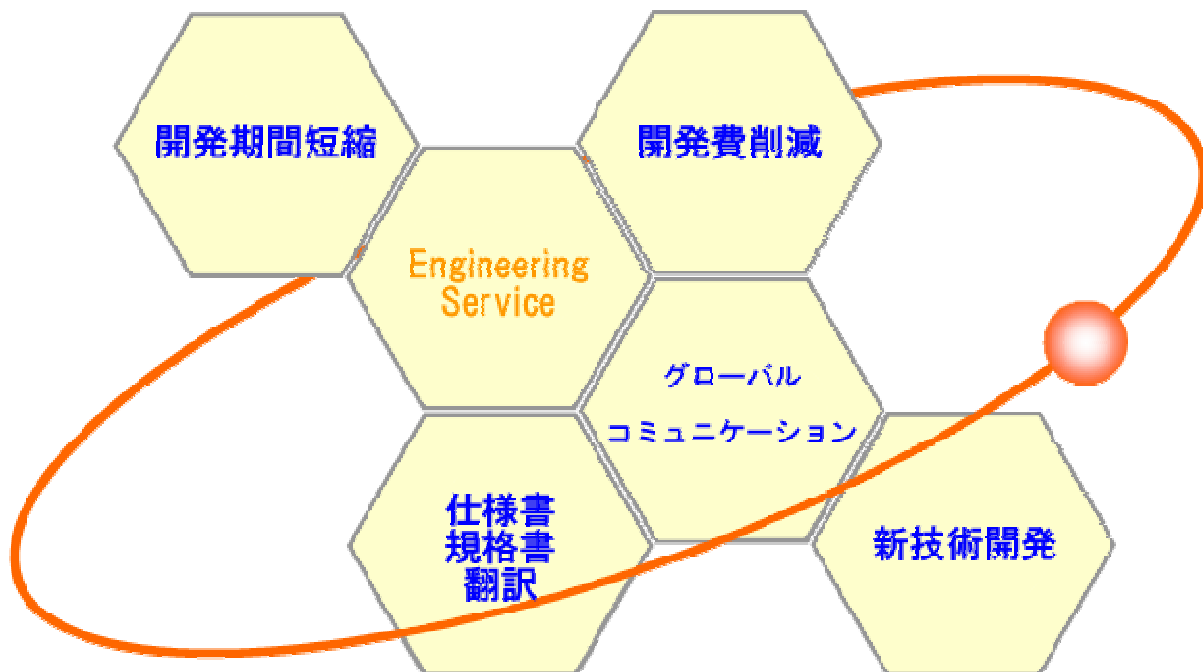 開発期間短縮
開発費削減
Engineering
Service
グローバル
コミュニケーション
仕様書
規格書
翻訳
新技術開発